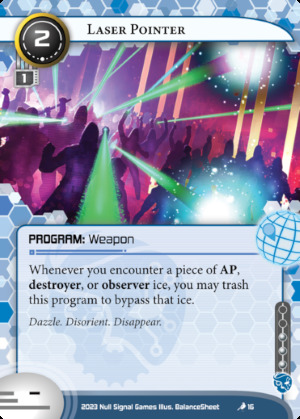 Laser Pointer
2
1
PROGRAM: Weapon
Whenever you encounter a piece of AP,
destroyer, or observer ice, you may trash
this program to bypass that ice.
Dazzle. Disorient. Disappear.
2023 Null Signal Games Illus. BalanceSheet 16